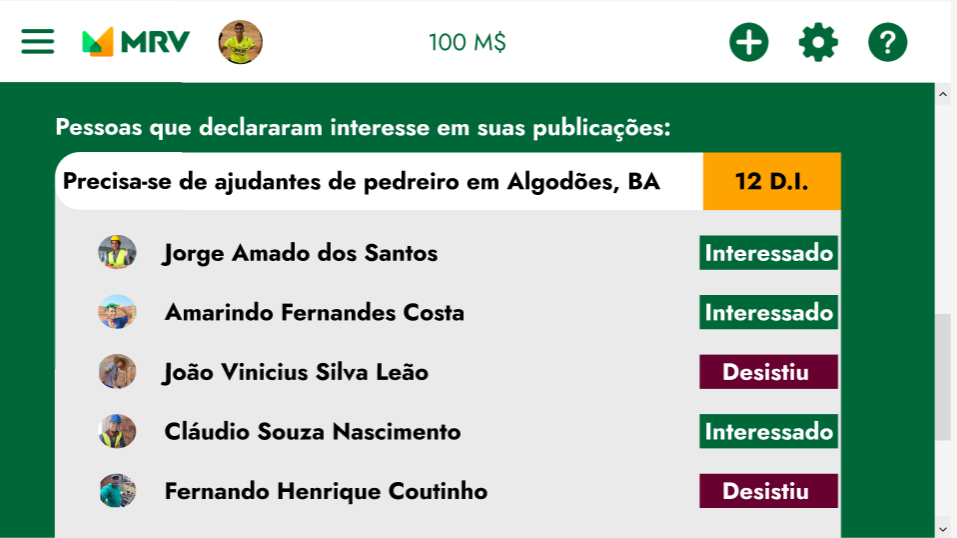 MRV
100 M$
Pessoas que declararam interesse em suas publicações:
Precisa-se de ajudantes de pedreiro em Algodões, BA
12 D.I.
Jorge Amado dos Santos
Interessado
Amarindo Fernandes Costa
Interessado
João Vinicius Silva Leão
Desistiu
Cláudio Souza Nascimento
Interessado
Fernando Henrique Coutinho
Desistiu